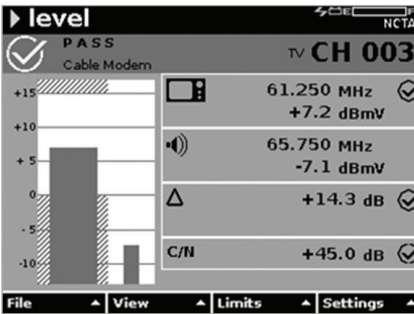 level
E F
NCTA
PASS
Cable Modem
TV CH 003
+15
+10
+ 5
0
- 5
-10
61.250 MHz
+7.2 dBmV
65.750 MHz
-7.1 dBmV
Δ +14.3 dB
C/N +45.0 dB
File View Limits Settings